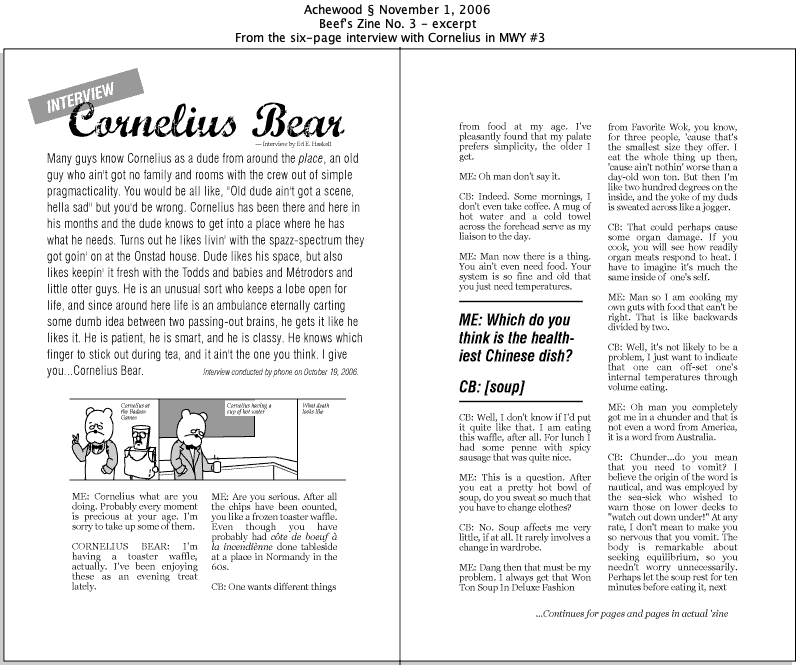 Achewood § November 1, 2006
Beef's Zine No. 3 - excerpt
From the six-page interview with Cornelius in MWY #3
INTERVIEW
Cornelius Bear
— Interview by Ed E. Haskell
Many guys know Cornelius as a dude from around the place, an old
guy who ain't got no family and rooms with the crew out of simple
pragmacticality. You would be all like, "Old dude ain't got a scene,
hella sad" but you'd be wrong. Cornelius has been there and here in
his months and the dude knows to get into a place where he has
what he needs. Turns out he likes livin' with the spazz-spectrum they
got goin' on at the Onstad house. Dude likes his space, but also
likes keepin' it fresh with the Todds and babies and Métrodors and
little otter guys. He is an unusual sort who keeps a lobe open for
life, and since around here life is an ambulance eternally carting
some dumb idea between two passing-out brains, he gets it like he
likes it. He is patient, he is smart, and he is classy. He knows which
finger to stick out during tea, and it ain't the one you think. I give
you...Cornelius Bear.
Interview conducted by phone on October 19, 2006.
Cornelius at
the Badass
Games
Cornelius having a
cup of hot water
What death
looks like
ME: Cornelius what are you
doing. Probably every moment
is precious at your age. I'm
sorry to take up some of them.
CORNELIUS BEAR: I'm
having a toaster waffle,
actually. I've been enjoying
these as an evening treat
lately.
ME: Are you serious. After all
the chips have been counted,
you like a frozen toaster waffle.
Even though you have
probably had côte de boeuf à
la incendiènne done tableside
at a place in Normandy in the
60s.
CB: One wants different things
from food at my age. I've
pleasantly found that my palate
prefers simplicity, the older I
get.
ME: Oh man don't say it.
CB: Indeed. Some mornings, I
don't even take coffee. A mug of
hot water and a cold towel
across the forehead serve as my
liaison to the day.
ME: Man now there is a thing.
You ain't even need food. Your
system is so fine and old that
you just need temperatures.
ME: Which do you
think is the health-
iest Chinese dish?
CB: [soup]
CB: Well, I don't know if I'd put
it quite like that. I am eating
this waffle, after all. For lunch I
had some penne with spicy
sausage that was quite nice.
ME: This is a question. After
you eat a pretty hot bowl of
soup, do you sweat so much that
you have to change clothes?
CB: No. Soup affects me very
little, if at all. It rarely involves a
change in wardrobe.
ME: Dang then that must be my
problem. I always get that Won
Ton Soup In Deluxe Fashion
from Favorite Wok, you know,
for three people, 'cause that's
the smallest size they offer. I
eat the whole thing up then,
'cause ain't nothin' worse than a
day-old won ton. But then I'm
like two hundred degrees on the
inside, and the yoke of my duds
is sweated across like a jogger.
CB: That could perhaps cause
some organ damage. If you
cook, you will see how readily
organ meats respond to heat. I
have to imagine it's much the
same inside of one's self.
ME: Man so I am cooking my
own guts with food that can't be
right. That is like backwards
divided by two.
CB: Well, it's not likely to be a
problem, I just want to indicate
that one can off-set one's
internal temperatures through
volume eating.
ME: Oh man you completely
got me in a chunder and that is
not even a word from America,
it is a word from Australia.
CB: Chunder...do you mean
that you need to vomit? I
believe the origin of the word is
nautical, and was employed by
the sea-sick who wished to
warn those on lower decks to
"watch out down under!" At any
rate, I don't mean to make you
so nervous that you vomit. The
body is remarkable about
seeking equilibrium, so you
needn't worry unnecessarily.
Perhaps let the soup rest for ten
minutes before eating it, next
...Continues for pages and pages in actual 'zine